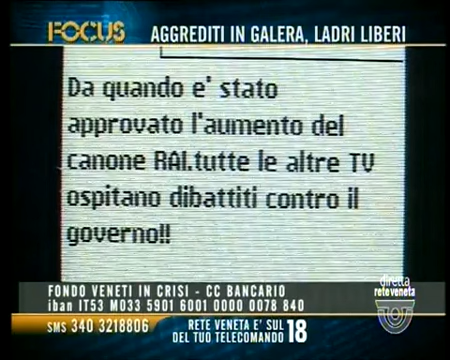 FOCUS
AGGREDITI IN GALERA, LADRI LIBERI
Da quando e' stato
approvato l'aumento del
canone RAI.tutte le altre TV
ospitano dibattiti contro il
governo!!
diretta
reteveneta
FONDO VENETI IN CRISI - CC BANCARIO
iban IT53 M033 5901 6001 0000 0078 840
SMS 340 3218806
RETE VENETA E' SUL
DEL TUO TELECOMANDO 18